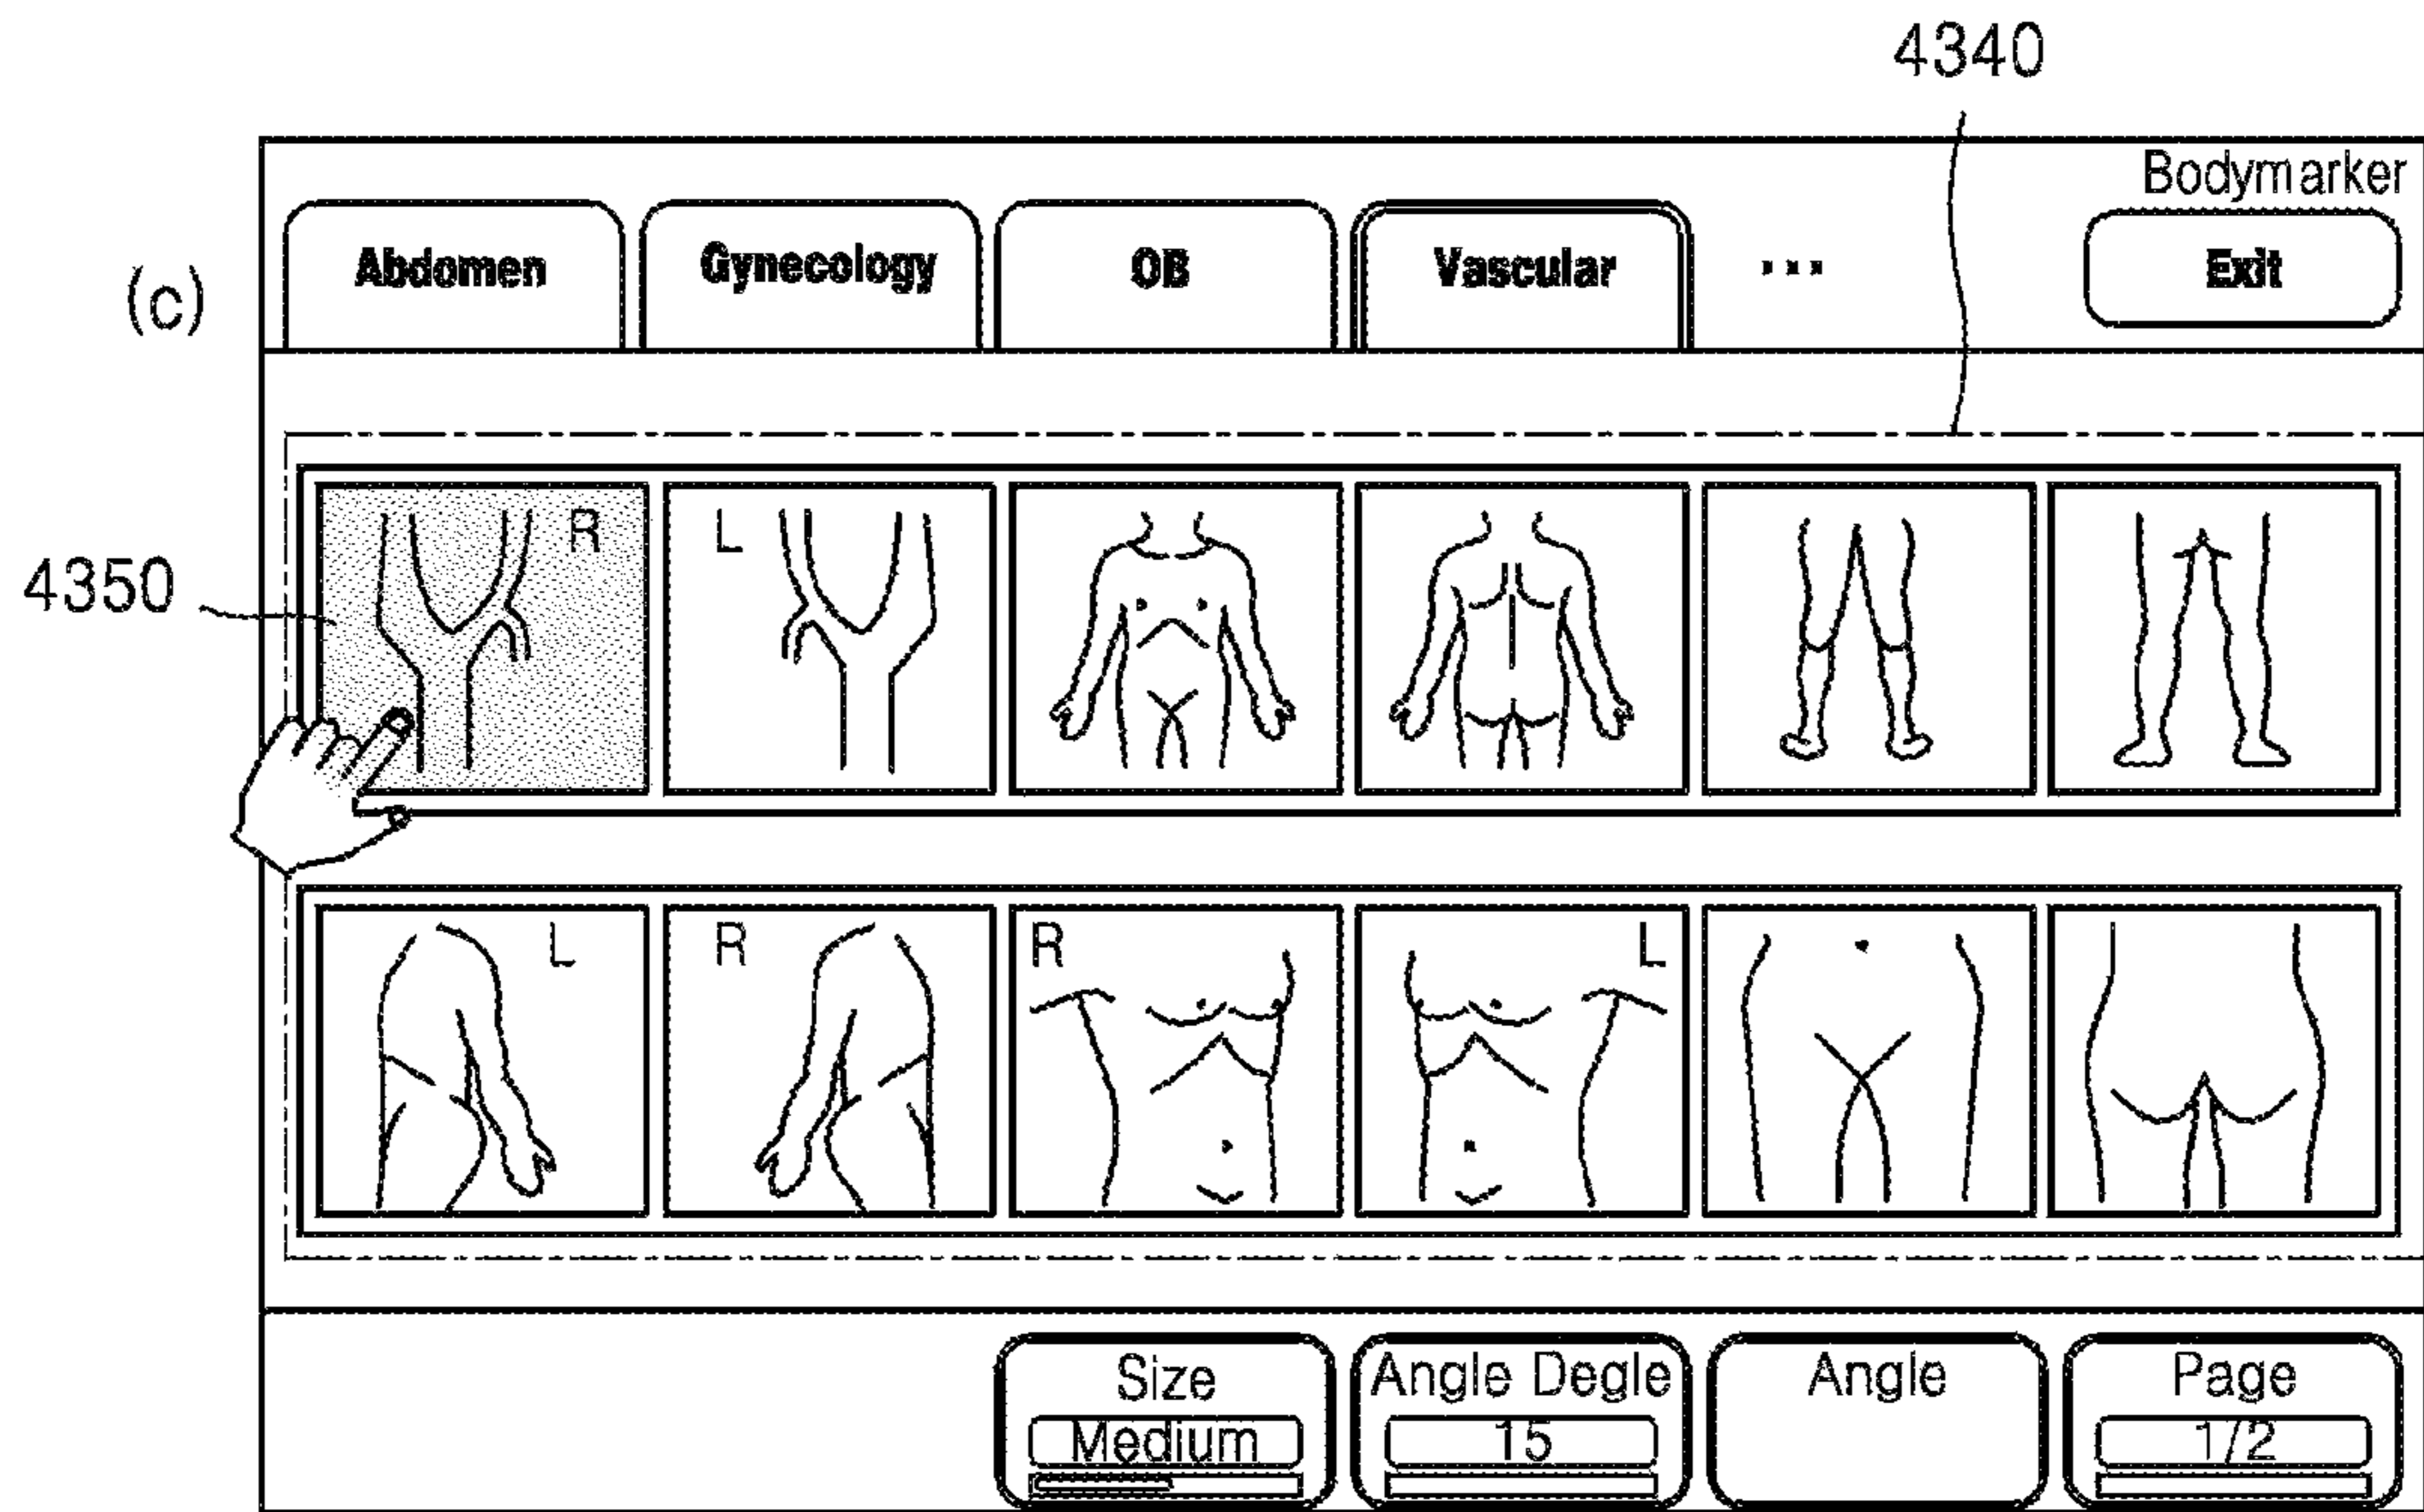 4340
Bodymarker
Abdomen Gynecology OB Vascular ... Exit
(c)
R L
4350
L R R L
Size Angle Degle Angle Page
Medium 15 1/2